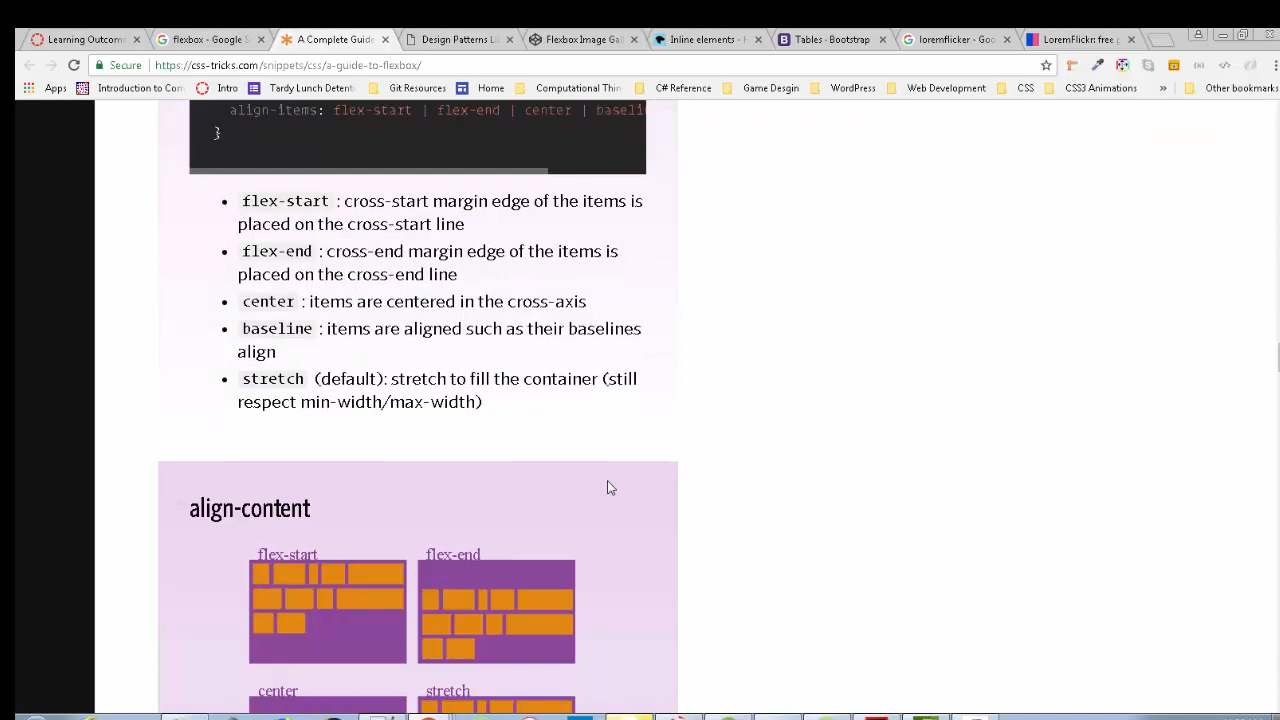 Learning Outcom
flexbox - Google S
A Complete Guide
Design Patterns Li
Flexbox Image Gal
Inline elements - H
Tables - Bootstrap
loremflicker - Goo
LoremFlickr: free p
Secure
https://css-tricks.com/snippets/css/a-guide-to-flexbox/
Apps
Introduction to Com
Intro
Tardy Lunch Detenti
Git Resources
Home
Computational Thin
C# Reference
Game Desgin
WordPress
Web Development
CSS
CSSS Animations
»
Other bookmarks
align-items: flex-start | flex-end | center | baseli
}
• flex-start : cross-start margin edge of the items is
placed on the cross-start line
• flex-end : cross-end margin edge of the items is
placed on the cross-end line
• center : items are centered in the cross-axis
• baseline : items are aligned such as their baselines
align
• stretch (default): stretch to fill the container (still
respect min-width/max-width)
align-content
flex-start
flex-end
center
stretch